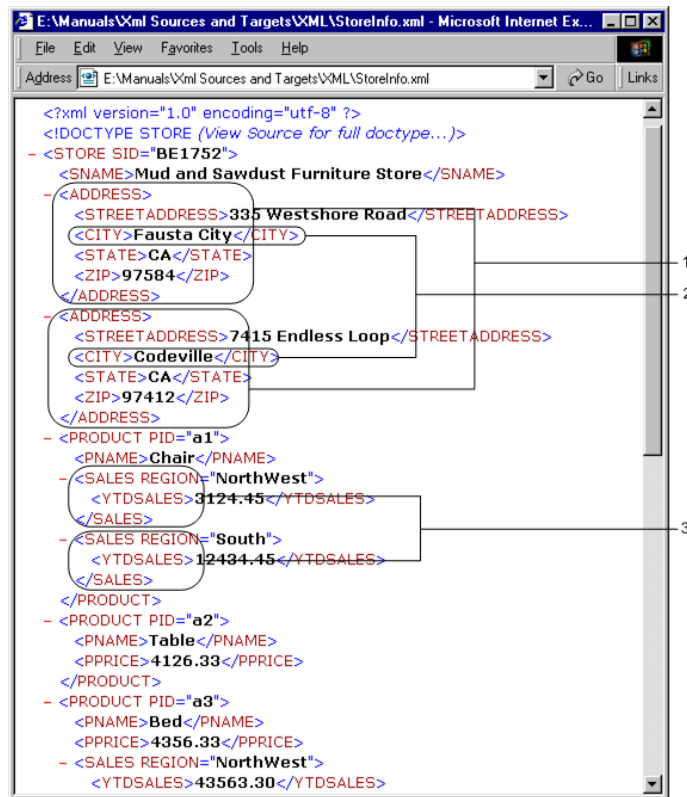 E:\Manuals\Xml Sources and Targets\XML\StoreInfo.xml - Microsoft Internet Ex...
File Edit View Favorites Tools Help
Address E:\Manuals\Xml Sources and Targets\XML\StoreInfo.xml Go Links
<?xml version="1.0" encoding="utf-8" ?>
<!DOCTYPE STORE (View Source for full doctype...)>
- <STORE SID="BE1752">
<SNAME>Mud and Sawdust Furniture Store</SNAME>
- <ADDRESS>
<STREETADDRESS>335 Westshore Road</STREETADDRESS>
<CITY>Fausta City</CITY>
<STATE>CA</STATE>
1
<ZIP>97584</ZIP>
2
</ADDRESS>
- <ADDRESS>
<STREETADDRESS>7415 Endless Loop</STREETADDRESS>
<CITY>Codeville</CITY>
<STATE>CA</STATE>
<ZIP>97412</ZIP>
</ADDRESS>
- <PRODUCT PID="a1">
<PNAME>Chair</PNAME>
- <SALES REGION="NorthWest">
<YTDSALES>3124.45</YTDSALES>
</SALES>
3
- <SALES REGION="South">
<YTDSALES>12434.45</YTDSALES>
</SALES>
</PRODUCT>
- <PRODUCT PID="a2">
<PNAME>Table</PNAME>
<PPRICE>4126.33</PPRICE>
</PRODUCT>
- <PRODUCT PID="a3">
<PNAME>Bed</PNAME>
<PPRICE>4356.33</PPRICE>
- <SALES REGION="NorthWest">
<YTDSALES>43563.30</YTDSALES>